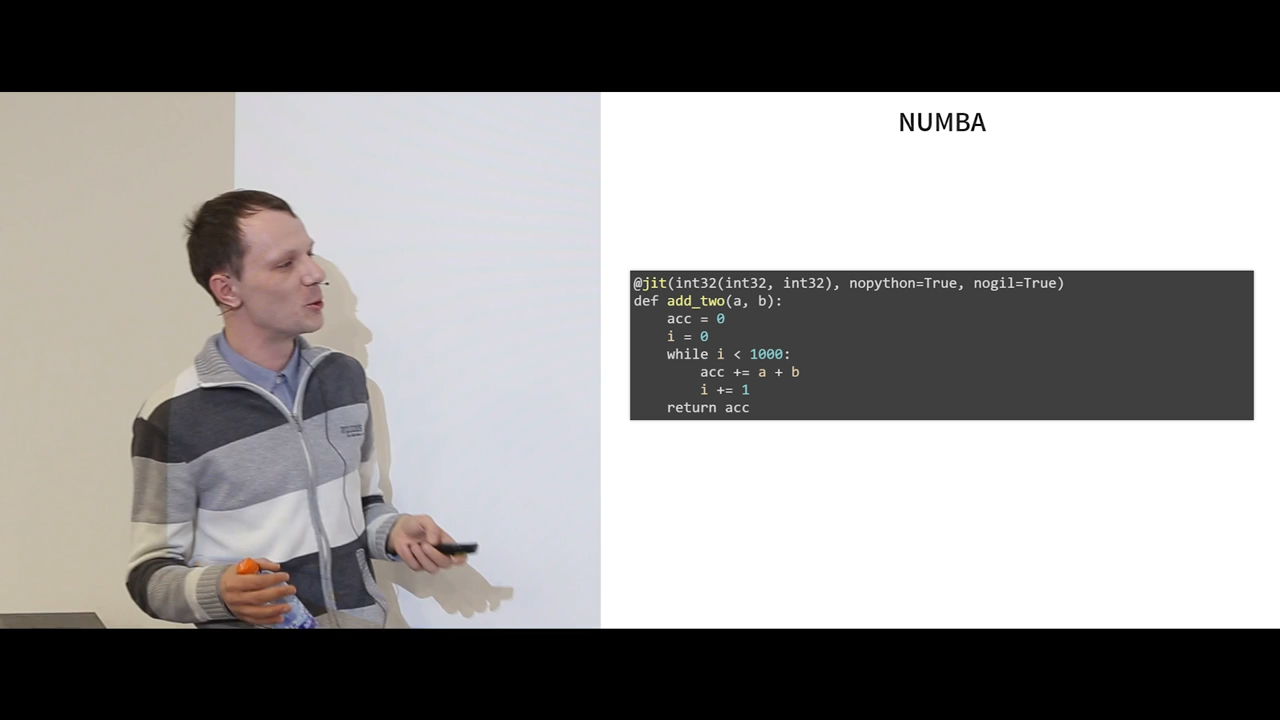 NUMBA
@jit(int32(int32, int32), nopython=True, nogil=True)
def add_two(a, b):
    acc = 0
    i = 0
    while i < 1000:
        acc += a + b
        i += 1
    return acc